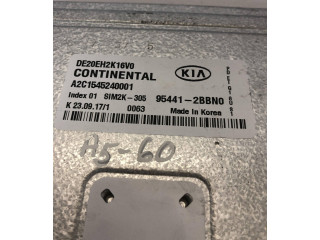 DE20EH2K16V0
CONTINENTAL
KIA
A2C1545240001
Index 01 SIM2K-305 95441-2BBN0
K 23.09.17/1 0063 Made in Korea
A5-60